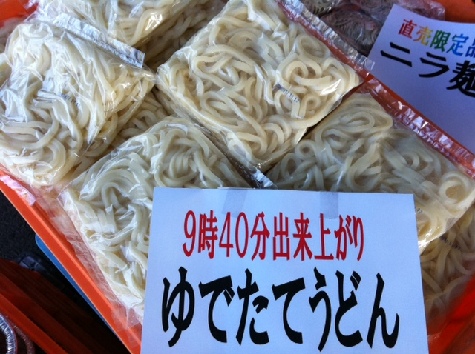 直売限定品
ニラ麺
9時40分出来上がり
ゆでたてうどん